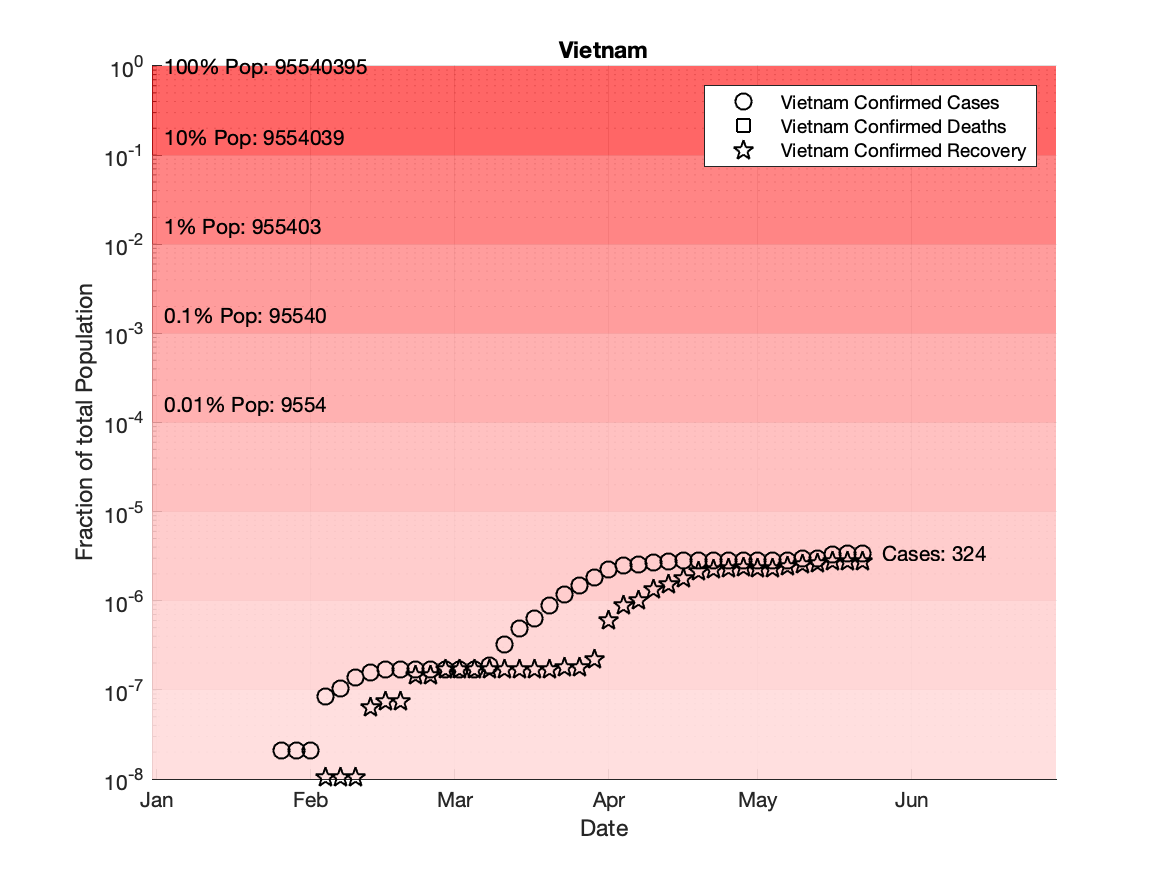 Vietnam
10^0
100% Pop: 95540395
Vietnam Confirmed Cases
Vietnam Confirmed Deaths
Vietnam Confirmed Recovery
10% Pop: 9554039
10^-1
1% Pop: 955403
10^-2
0.1% Pop: 95540
10^-3
0.01% Pop: 9554
10^-4
Fraction of total Population
10^-5
Cases: 324
10^-6
10^-7
10^-8
Jan Feb Mar Apr May Jun
Date